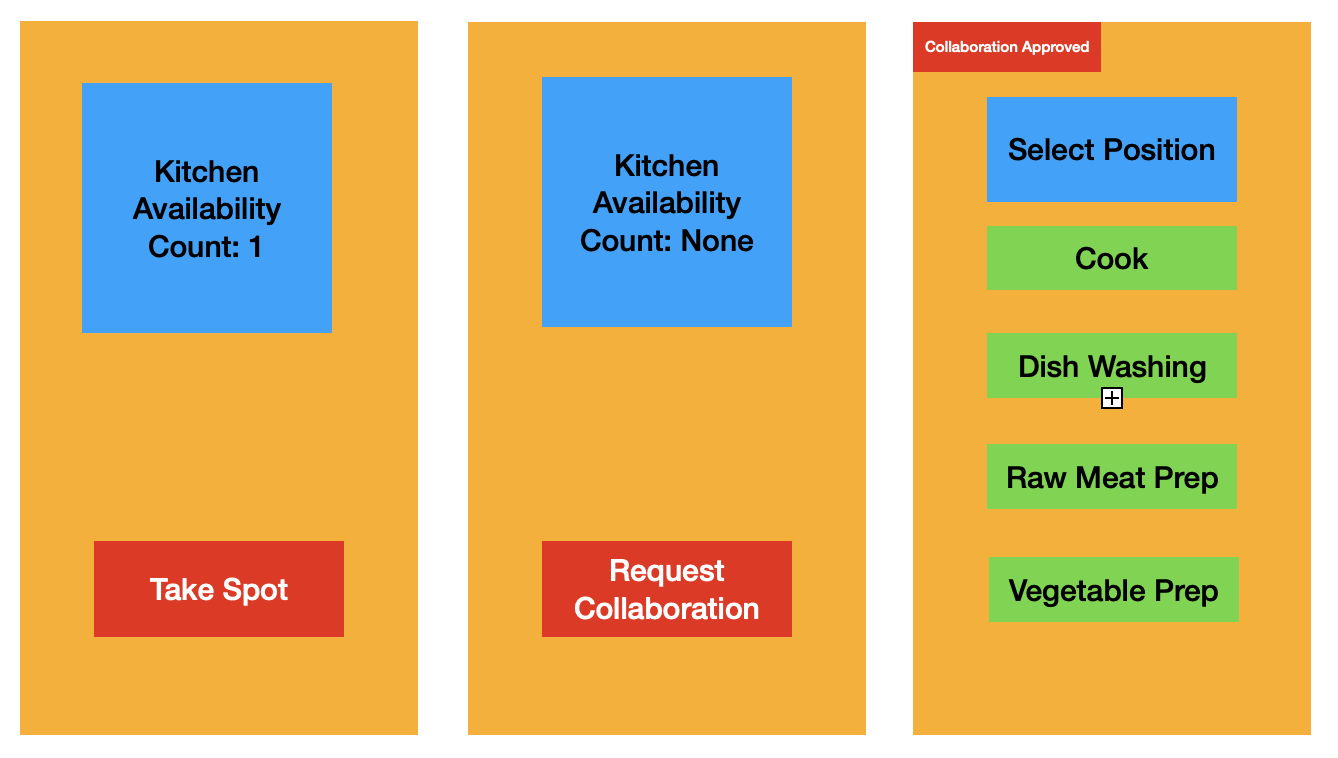 Kitchen
Availability
Count: 1
Take Spot
Kitchen
Availability
Count: None
Request
Collaboration
Collaboration Approved
Select Position
Cook
Dish Washing
Raw Meat Prep
Vegetable Prep